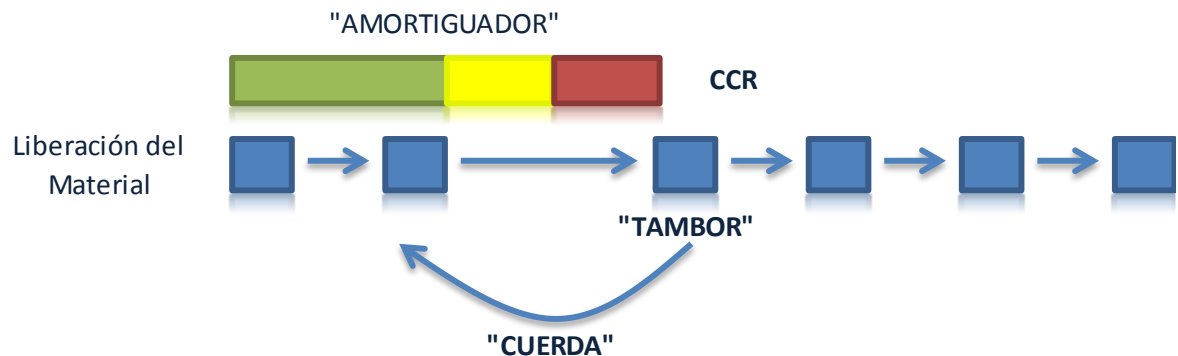 "AMORTIGUADOR"
CCR
Liberación del
Material
"TAMBOR"
"CUERDA"